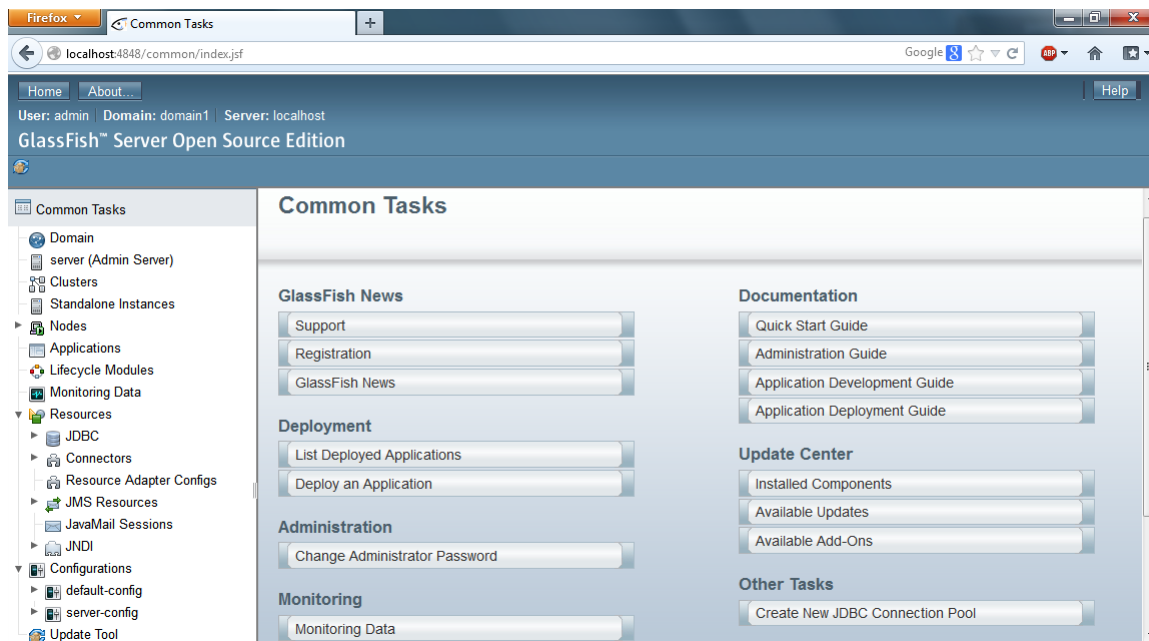 Firefox
Common Tasks
localhost:4848/common/index.jsf
Google
8
ABP
Home
About...
Help
User: admin Domain: domain1 Server: localhost
GlassFish™ Server Open Source Edition
Common Tasks
Domain
server (Admin Server)
Clusters
Standalone Instances
Nodes
Applications
Lifecycle Modules
Monitoring Data
Resources
JDBC
Connectors
Resource Adapter Configs
JMS Resources
JavaMail Sessions
JNDI
Configurations
default-config
server-config
Update Tool
Common Tasks
GlassFish News
Support
Registration
GlassFish News
Deployment
List Deployed Applications
Deploy an Application
Administration
Change Administrator Password
Monitoring
Monitoring Data
Documentation
Quick Start Guide
Administration Guide
Application Development Guide
Application Deployment Guide
Update Center
Installed Components
Available Updates
Available Add-Ons
Other Tasks
Create New JDBC Connection Pool